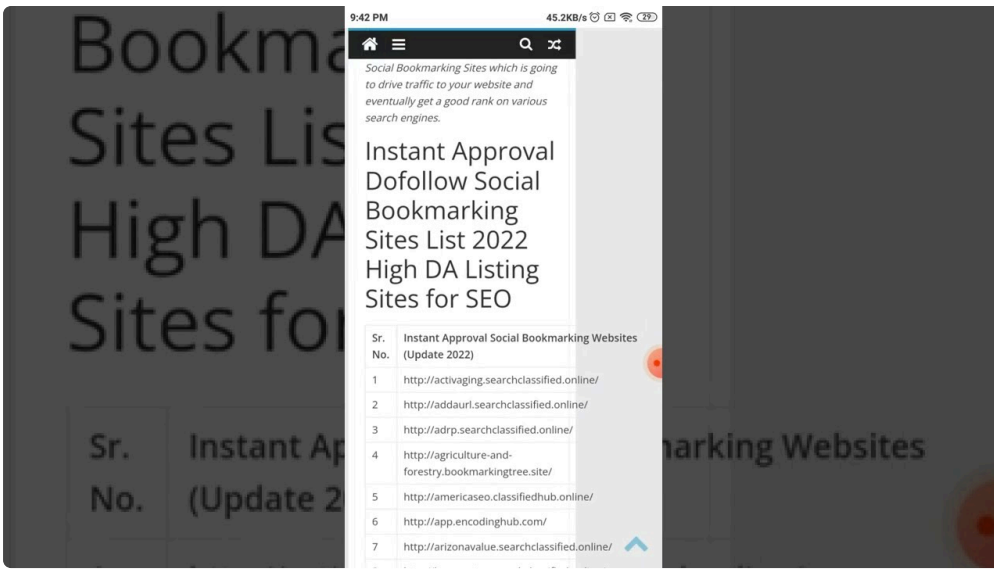 9:42 PM
45.2KB/s
29
Social Bookmarking Sites which is going
to drive traffic to your website and
eventually get a good rank on various
search engines.
Instant Approval
Dofollow Social
Bookmarking
Sites List 2022
High DA Listing
Sites for SEO
Sr.
No.
Instant Approval Social Bookmarking Websites
(Update 2022)
1 http://activaging.searchclassified.online/
2 http://addaurl.searchclassified.online/
3 http://adrp.searchclassified.online/
4 http://agriculture-and-
forestry.bookmarkingtree.site/
5 http://americaseo.classifiedhub.online/
6 http://app.encodinghub.com/
7 http://arizonavalue.searchclassified.online/
Bookma
Sites Lis
High DA
Sites for
Sr.
No.
Instant Ap
(Update 2
marking Websites